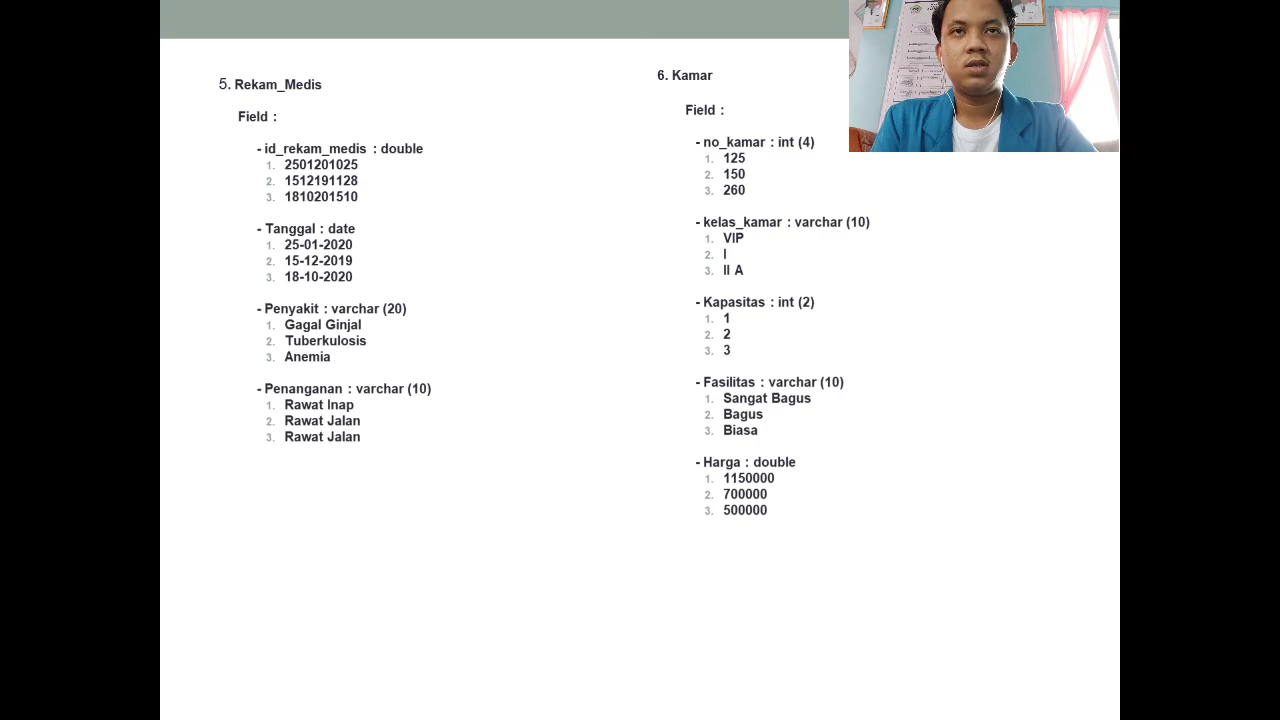 5. Rekam_Medis
Field :
- id_rekam_medis : double
1. 2501201025
2. 1512191128
3. 1810201510
- Tanggal : date
1. 25-01-2020
2. 15-12-2019
3. 18-10-2020
- Penyakit : varchar (20)
1. Gagal Ginjal
2. Tuberkulosis
3. Anemia
- Penanganan : varchar (10)
1. Rawat Inap
2. Rawat Jalan
3. Rawat Jalan
6. Kamar
Field :
- no_kamar : int (4)
1. 125
2. 150
3. 260
- kelas_kamar : varchar (10)
1. VIP
2. I
3. II A
- Kapasitas : int (2)
1. 1
2. 2
3. 3
- Fasilitas : varchar (10)
1. Sangat Bagus
2. Bagus
3. Biasa
- Harga : double
1. 1150000
2. 700000
3. 500000